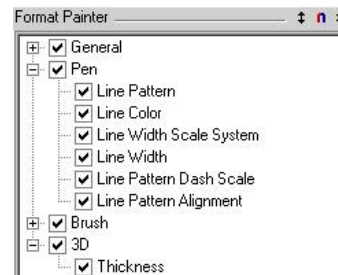 Format Painter
General
Pen
Line Pattern
Line Color
Line Width Scale System
Line Width
Line Pattern Dash Scale
Line Pattern Alignment
Brush
3D
Thickness